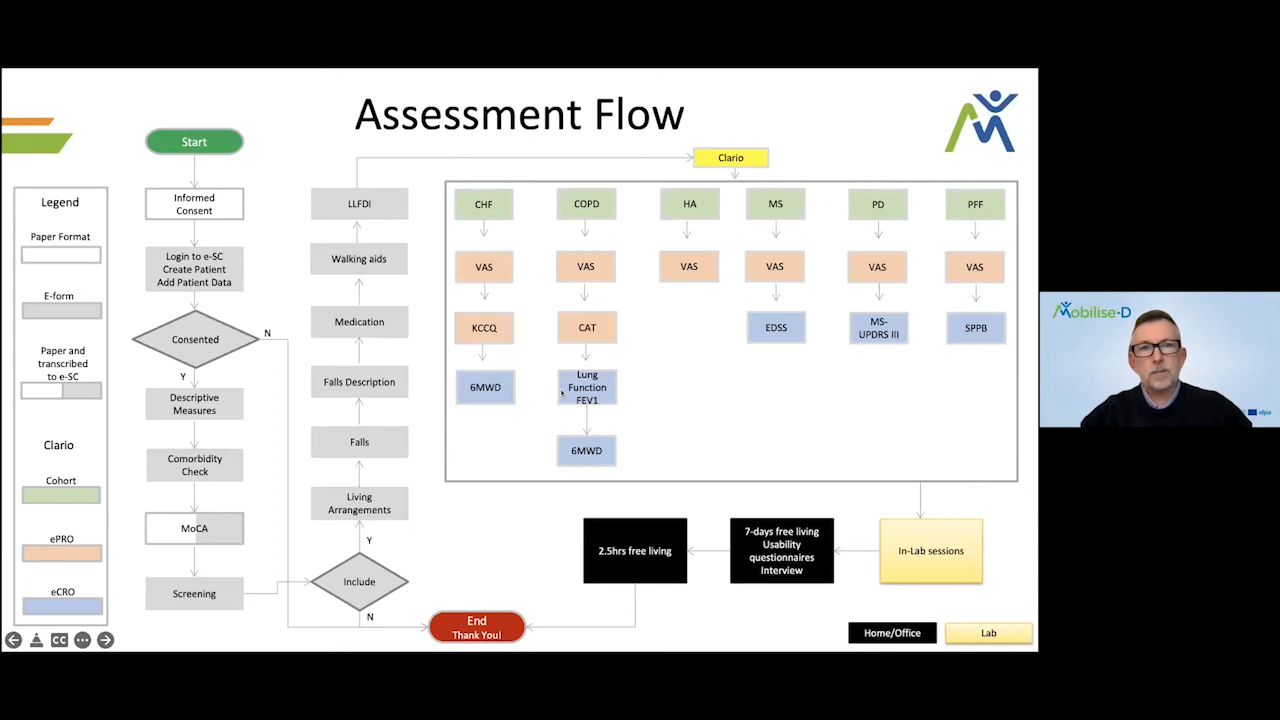 Assessment Flow
Start
Informed
Consent
Login to e-SC
Create Patient
Add Patient Data
Consented
N
Y
Descriptive
Measures
Comorbidity
Check
MoCA
Screening
Include
Y
N
Living
Arrangements
Falls
Falls Description
Medication
Walking aids
LLFDI
Clario
CHF
COPD
HA
MS
PD
PFF
VAS
VAS
VAS
VAS
VAS
VAS
KCCQ
CAT
EDSS
MS-
UPDRS III
SPPB
6MWD
Lung
Function
FEV1
6MWD
In-Lab sessions
7-days free living
Usability
questionnaires
Interview
2.5hrs free living
End
Thank You!
Home/Office
Lab
Legend
Paper Format
E-form
Paper and
transcribed
to e-SC
Clario
Cohort
ePRO
eCRO
CC
Mobilise-D
efpia